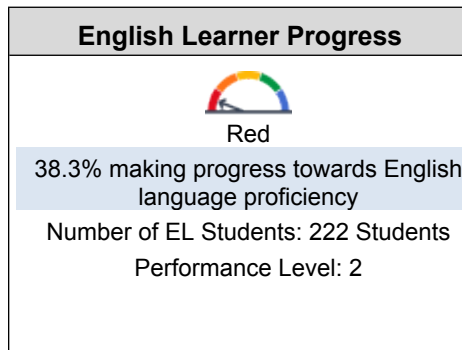 English Learner Progress
Red
38.3% making progress towards English
language proficiency
Number of EL Students: 222 Students
Performance Level: 2